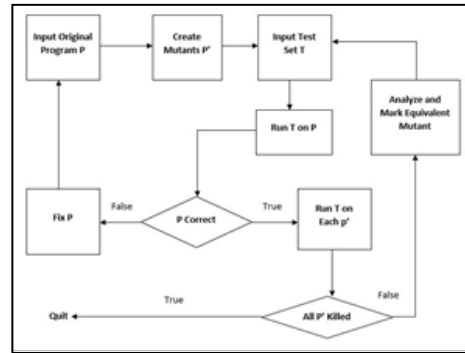 Input Original
Program P
Create
Mutants P'
Input Test
Set T
Analyze and
Mark Equivalent
Mutant
Run T on P
Fix P
False
P Correct
True
Run T on
Each p'
True
False
Quit
All P' Killed